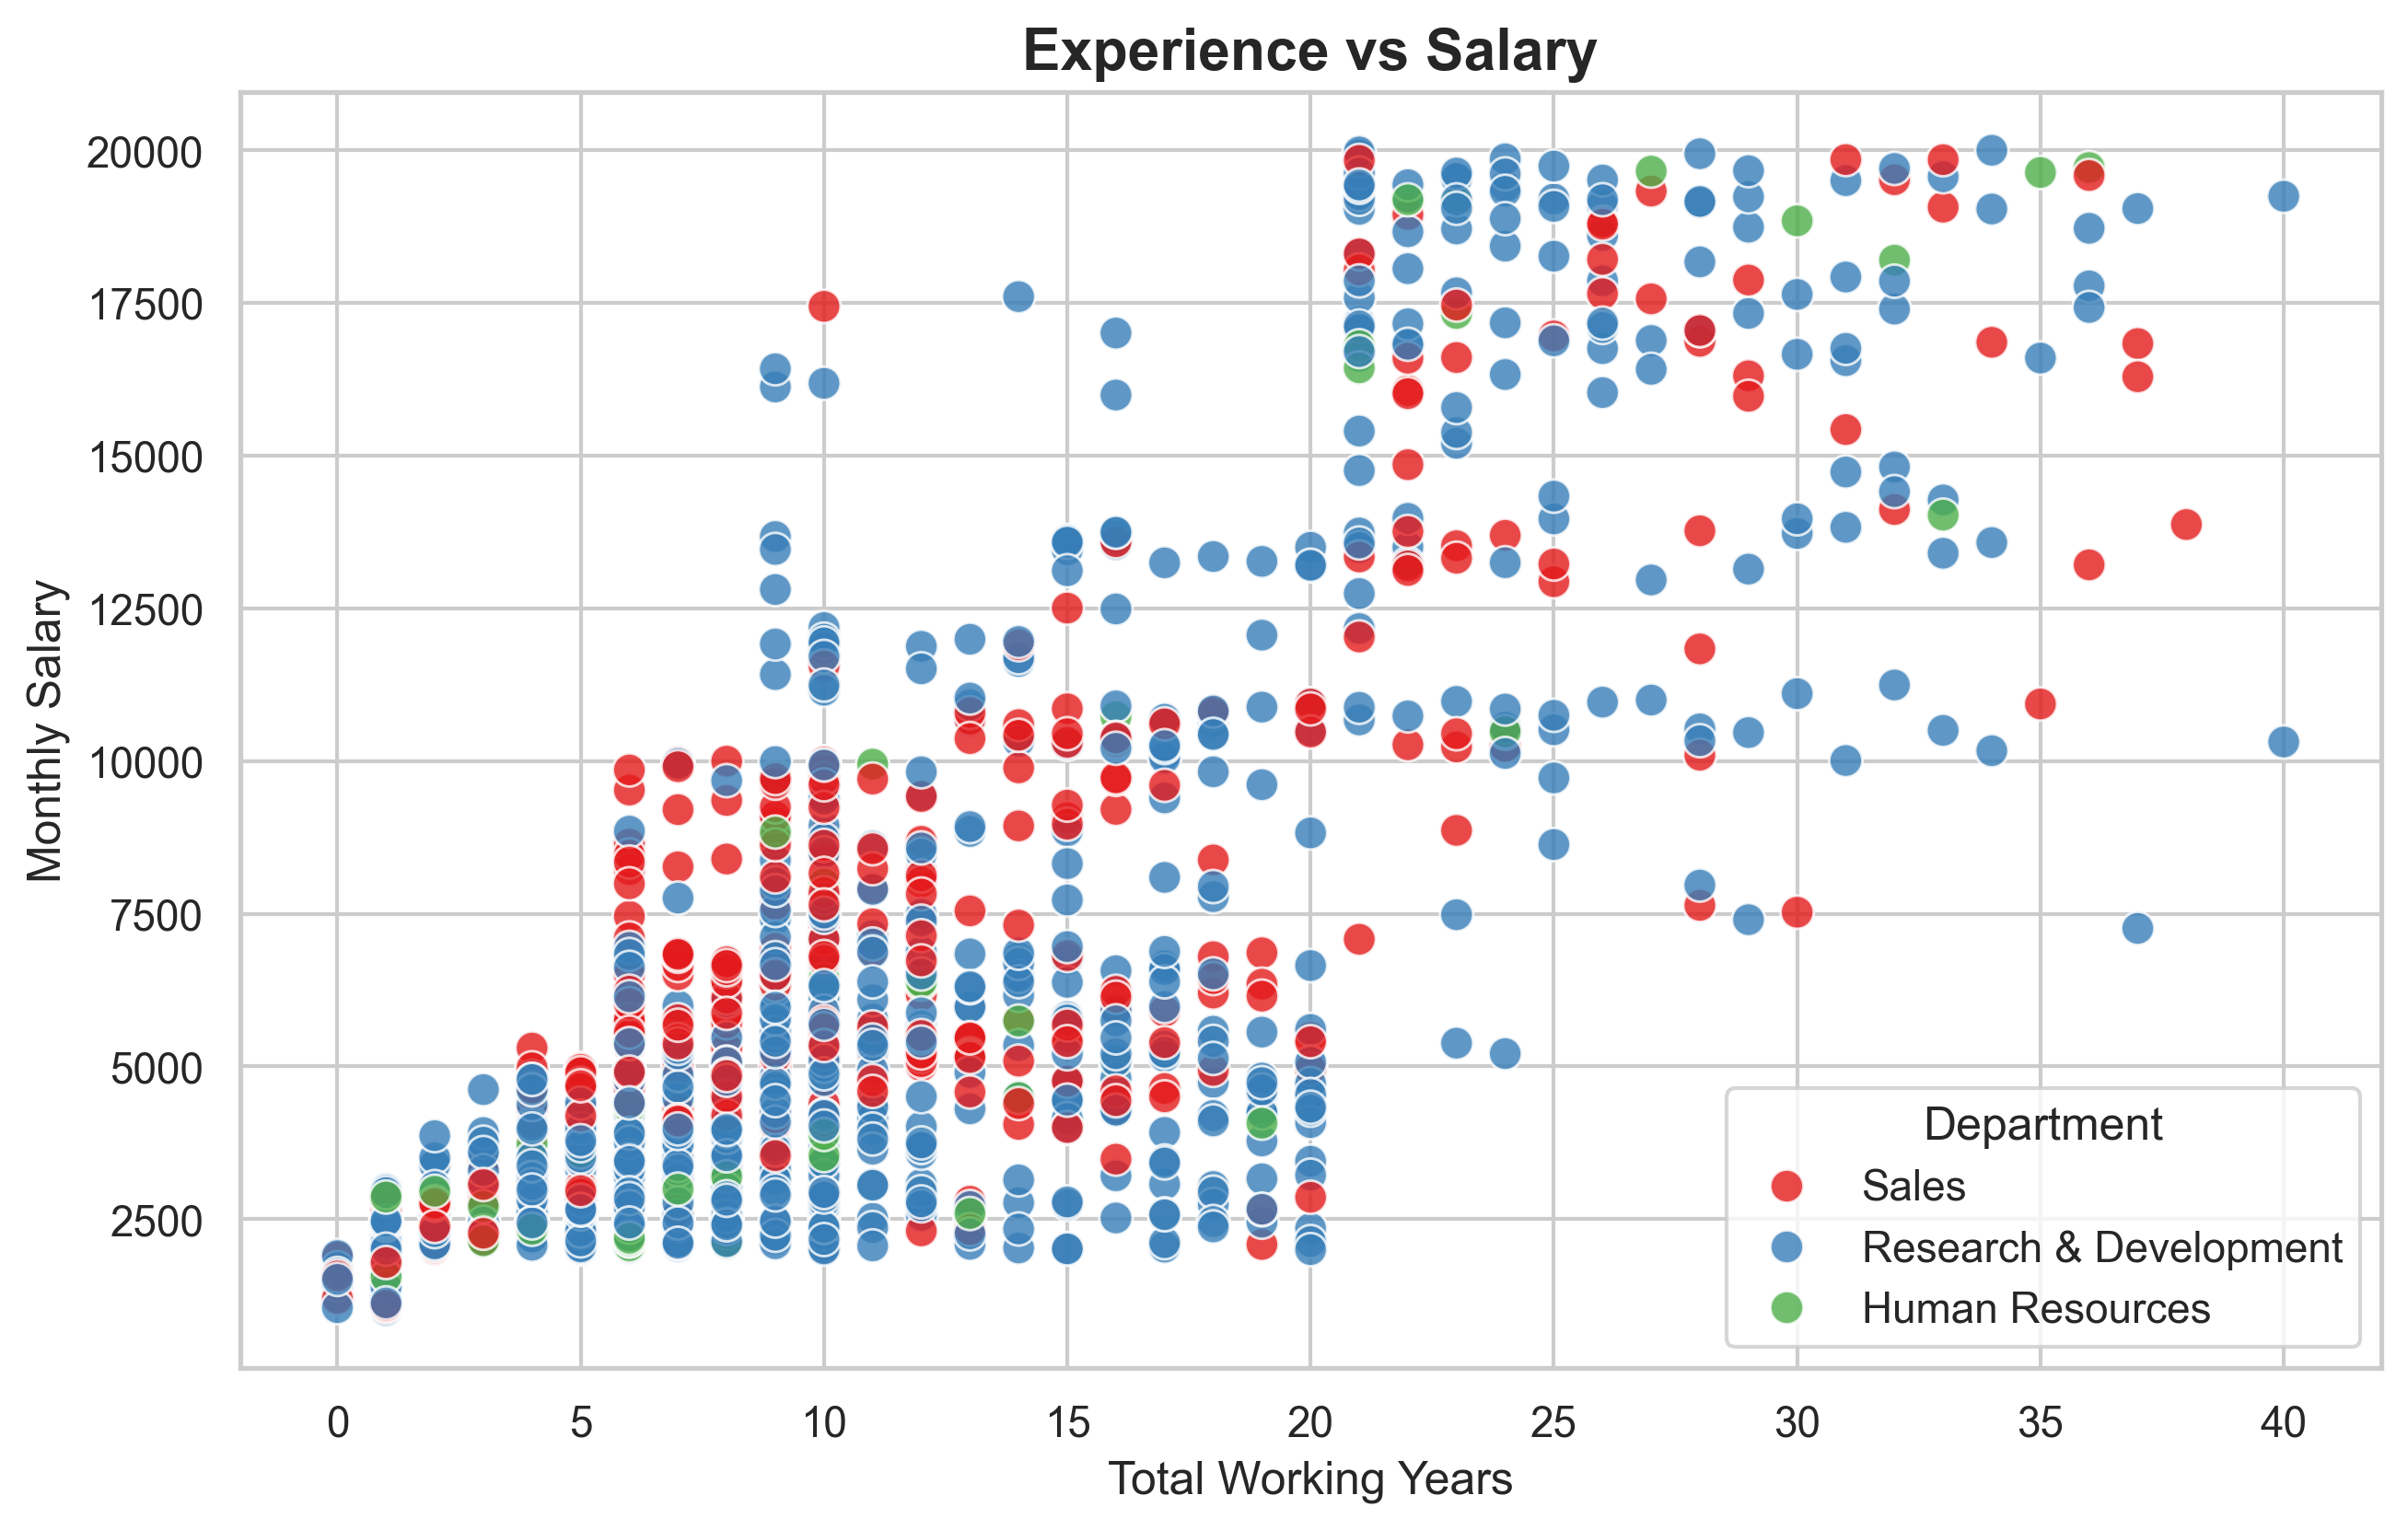 Experience vs Salary
20000
17500
15000
12500
10000
7500
5000
2500
Monthly Salary
0 5 10 15 20 25 30 35 40
Total Working Years
Department
Sales
Research & Development
Human Resources